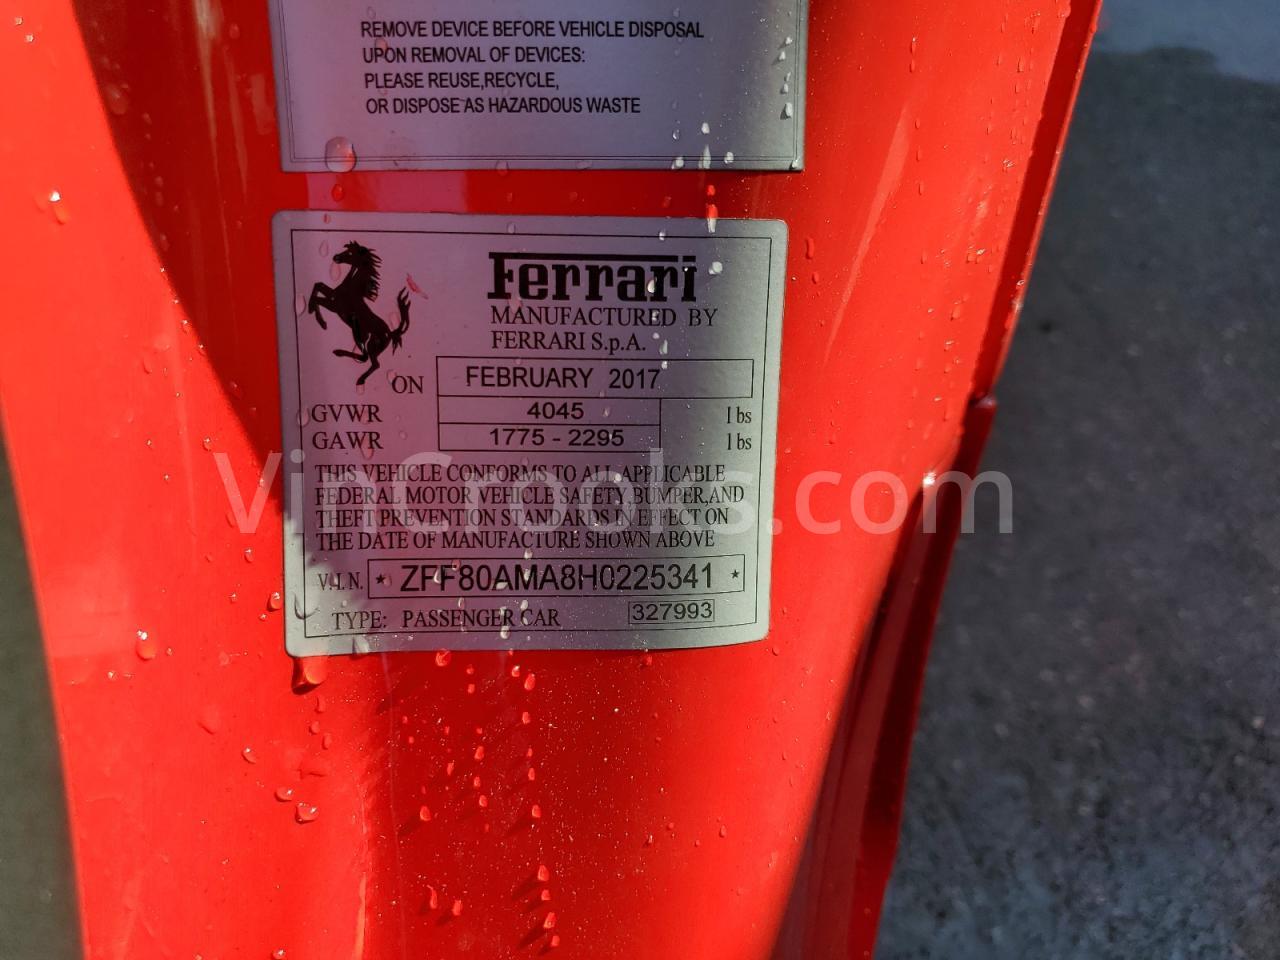 REMOVE DEVICE BEFORE VEHICLE DISPOSAL
UPON REMOVAL OF DEVICES:
PLEASE REUSE,RECYCLE,
OR DISPOSE AS HAZARDOUS WASTE
Ferrari
MANUFACTURED BY
FERRARI S.p.A.
ON FEBRUARY 2017
GVWR 4045 lbs
GAWR 1775 - 2295 lbs
THIS VEHICLE CONFORMS TO ALL APPLICABLE
FEDERAL MOTOR VEHICLE SAFETY,BUMPER,AND
THEFT PREVENTION STANDARDS IN EFFECT ON
THE DATE OF MANUFACTURE SHOWN ABOVE
V.I.N. * ZFF80AMA8H0225341 *
TYPE: PASSENGER CAR 327993
VinCrooks.com